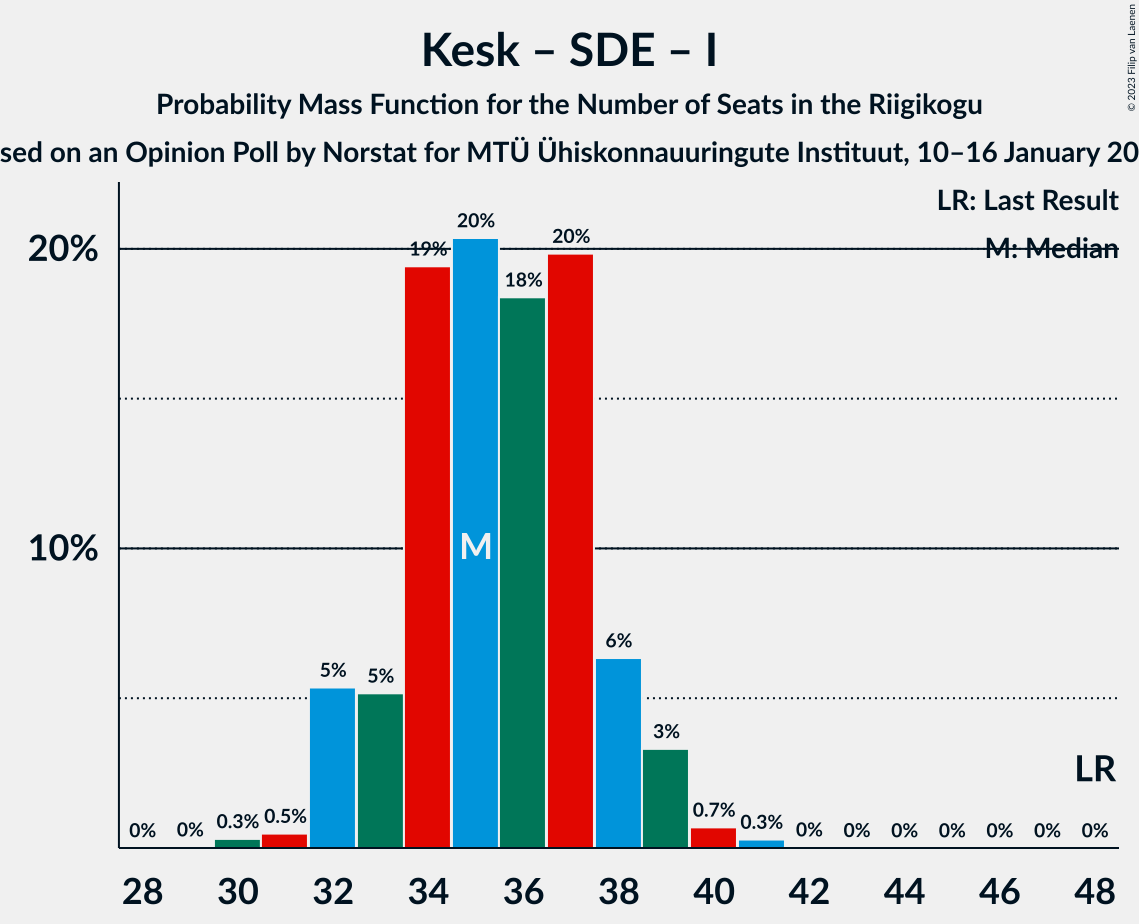 Kesk – SDE – I
Probability Mass Function for the Number of Seats in the Riigikogu
sed on an Opinion Poll by Norstat for MTÜ Ühiskonnauuringute Instituut, 10–16 January 20
© 2023 Filip van Laenen
LR: Last Result
M: Median
20%
10%
0% 0% 0.3% 0.5% 5% 5% 19% 20% 18% 20% 6% 3% 0.7% 0.3% 0% 0% 0% 0% 0% 0% 0%
M
LR
28 30 32 34 36 38 40 42 44 46 48